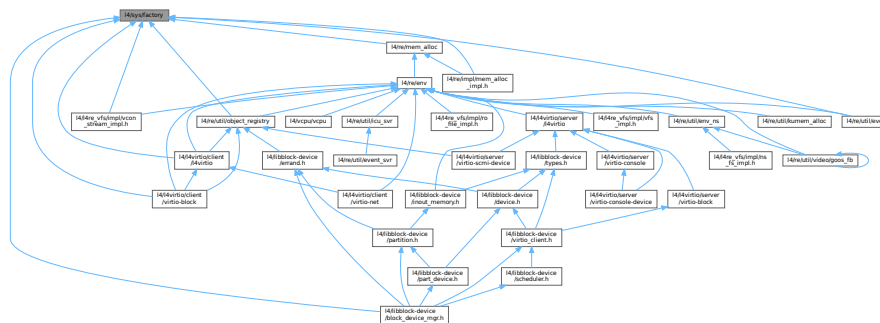 l4/sys/factory
l4/re/mem_alloc
l4/re/env
l4/re/impl/mem_alloc
_impl.h
l4/l4re_vfs/impl/vcon
_stream_impl.h
l4/re/util/object_registry
l4/vcpu/vcpu
l4/re/util/icu_svr
l4/l4re_vfs/impl/ro
_file_impl.h
l4/l4virtio/server
/l4virtio
l4/l4re_vfs/impl/vfs
_impl.h
l4/re/util/env_ns
l4/re/util/kumem_alloc
l4/l4virtio/client
/l4virtio
l4/libblock-device
/errand.h
l4/re/util/event_svr
l4/l4virtio/server
/virtio-scmi-device
l4/libblock-device
/types.h
l4/l4virtio/server
/virtio-console
l4/l4re_vfs/impl/ns
_fs_impl.h
l4/re/util/video/goos_fb
l4/l4virtio/client
/virtio-block
l4/l4virtio/client
/virtio-net
l4/libblock-device
/inout_memory.h
l4/libblock-device
/device.h
l4/l4virtio/server
/virtio-console-device
l4/l4virtio/server
/virtio-block
l4/libblock-device
/partition.h
l4/libblock-device
/virtio_client.h
l4/libblock-device
/part_device.h
l4/libblock-device
/scheduler.h
l4/libblock-device
/block_device_mgr.h